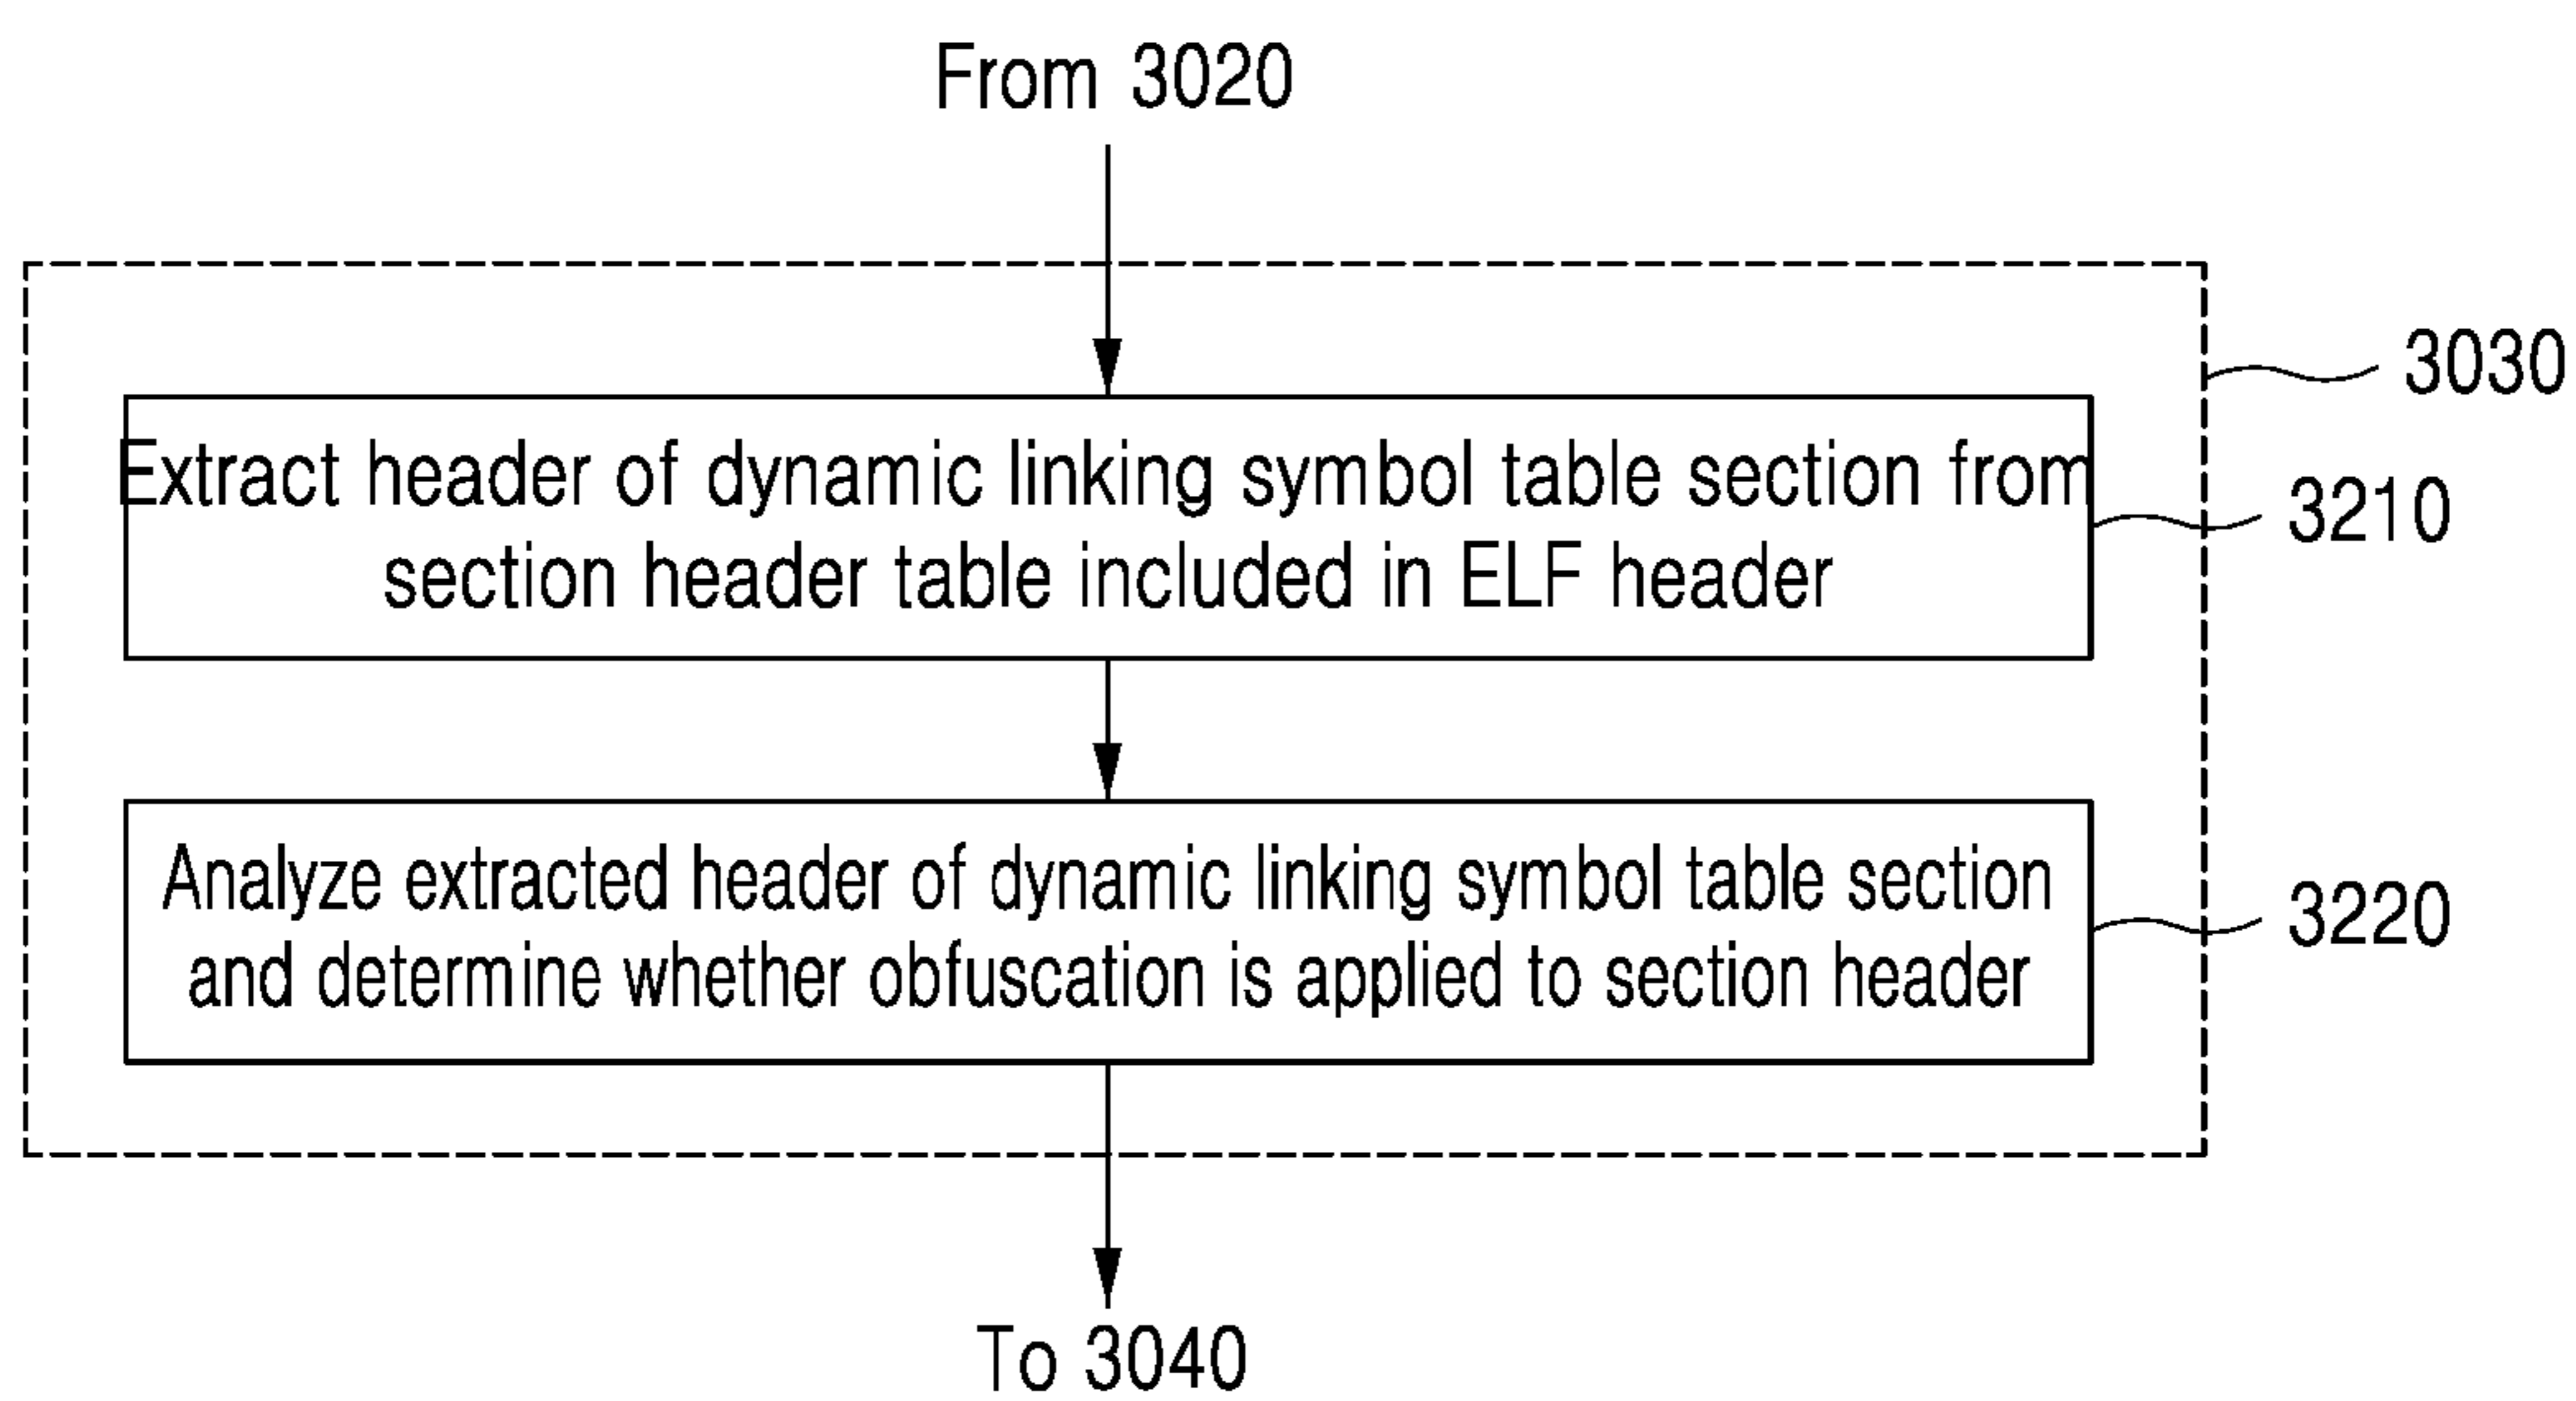 From 3020
3030
Extract header of dynamic linking symbol table section from
section header table included in ELF header
3210
Analyze extracted header of dynamic linking symbol table section
and determine whether obfuscation is applied to section header
3220
To 3040